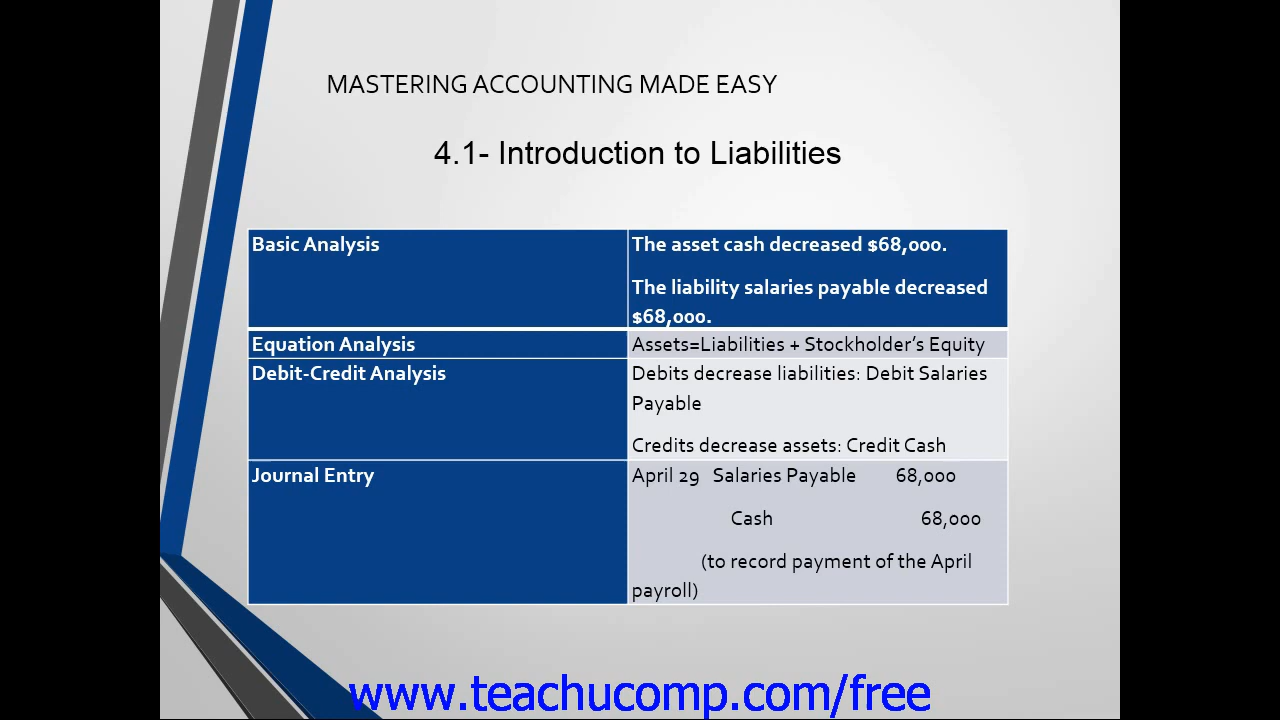 MASTERING ACCOUNTING MADE EASY
4.1- Introduction to Liabilities
Basic Analysis
The asset cash decreased $68,000.
The liability salaries payable decreased
$68,000.
Equation Analysis
Assets=Liabilities + Stockholder’s Equity
Debit-Credit Analysis
Debits decrease liabilities: Debit Salaries
Payable
Credits decrease assets: Credit Cash
Journal Entry
April 29 Salaries Payable 68,000
Cash 68,000
(to record payment of the April
payroll)
www.teachucomp.com/free